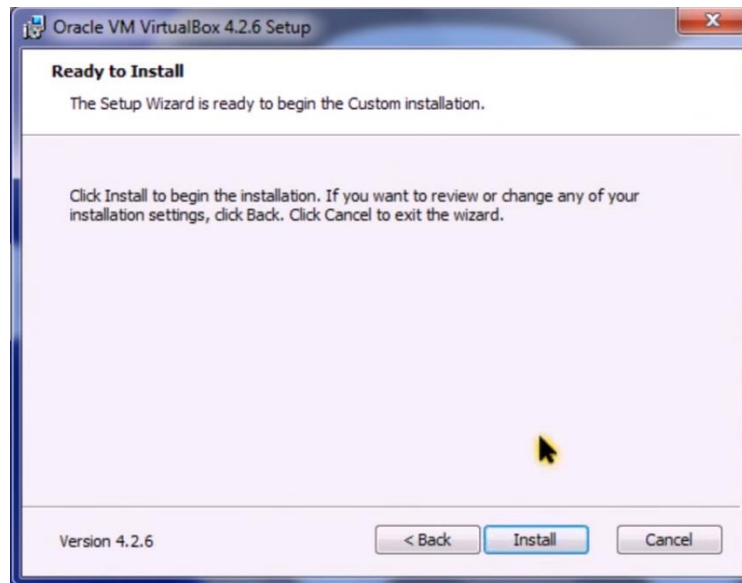 Oracle VM VirtualBox 4.2.6 Setup
Ready to Install
The Setup Wizard is ready to begin the Custom installation.
Click Install to begin the installation. If you want to review or change any of your
installation settings, click Back. Click Cancel to exit the wizard.
Version 4.2.6
< Back
Install
Cancel